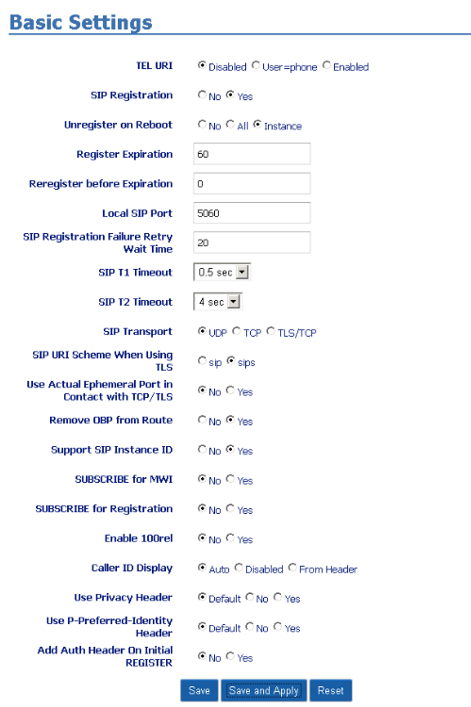 Basic Settings
TEL URI Disabled User=phone Enabled
SIP Registration No Yes
Unregister on Reboot No All Instance
Register Expiration 60
Reregister before Expiration 0
Local SIP Port 5060
SIP Registration Failure Retry
Wait Time 20
SIP T1 Timeout 0.5 sec
SIP T2 Timeout 4 sec
SIP Transport UDP TCP TLS/TCP
SIP URI Scheme When Using
TLS sip sips
Use Actual Ephemeral Port in
Contact with TCP/TLS No Yes
Remove OBP from Route No Yes
Support SIP Instance ID No Yes
SUBSCRIBE for MWI No Yes
SUBSCRIBE for Registration No Yes
Enable 100rel No Yes
Caller ID Display Auto Disabled From Header
Use Privacy Header Default No Yes
Use P-Preferred-Identity
Header Default No Yes
Add Auth Header On Initial
REGISTER No Yes
Save Save and Apply Reset